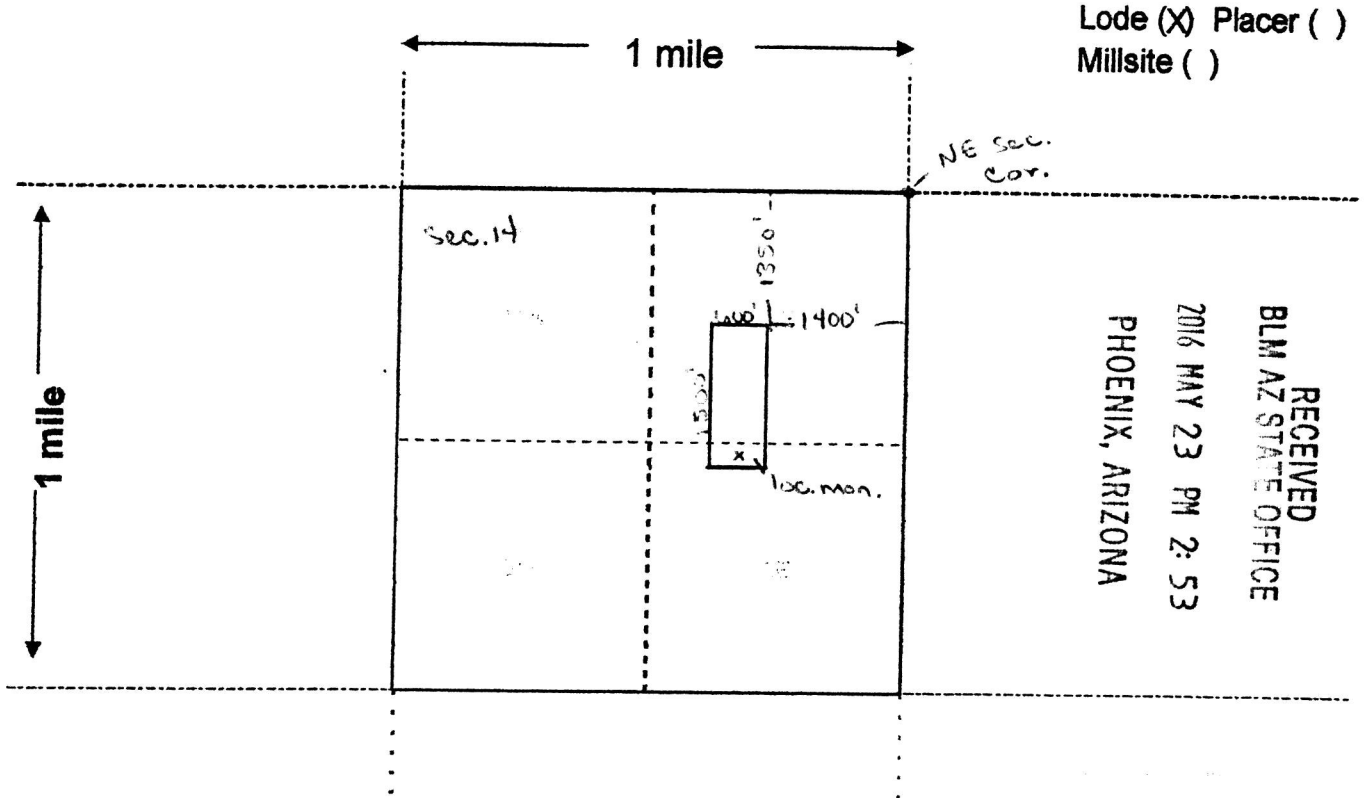 Lode (X) Placer ( )
Millsite ( )
1 mile
NE Sec.
Cor.
Sec. 14
1350'
600'
1400'
1500'
x
loc. mon.
1 mile
RECEIVED
BLM AZ STATE OFFICE
2016 MAY 23 PM 2:53
PHOENIX, ARIZONA